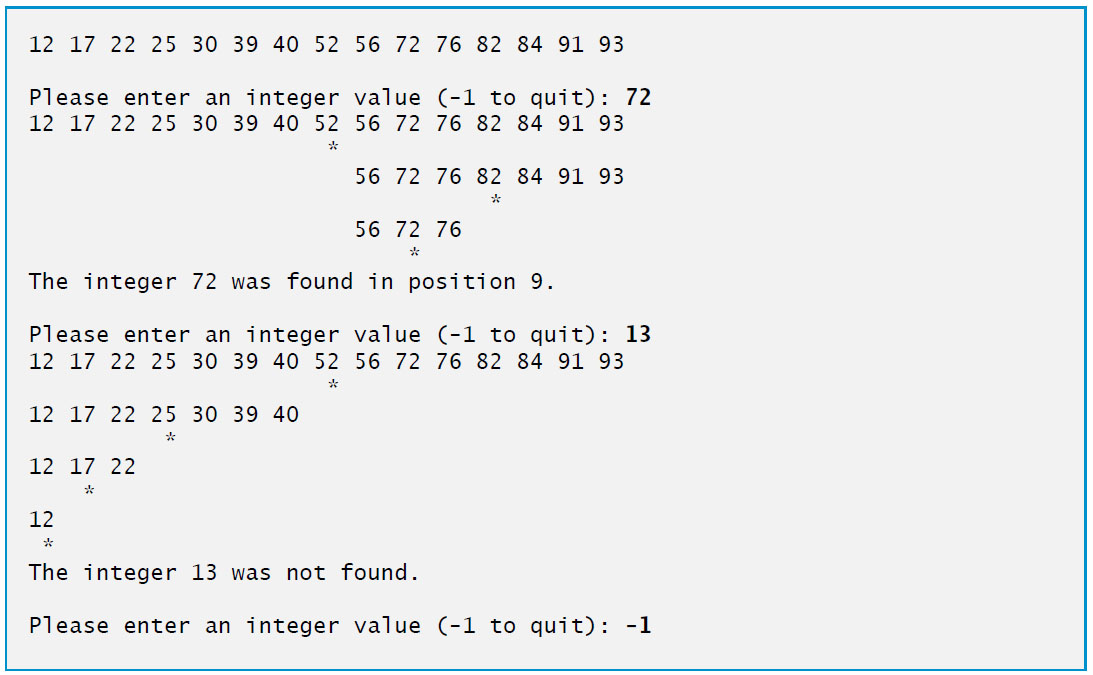 12 17 22 25 30 39 40 52 56 72 76 82 84 91 93
Please enter an integer value (-1 to quit): 72
12 17 22 25 30 39 40 52 56 72 76 82 84 91 93
*
56 72 76 82 84 91 93
*
56 72 76
*
The integer 72 was found in position 9.
Please enter an integer value (-1 to quit): 13
12 17 22 25 30 39 40 52 56 72 76 82 84 91 93
*
12 17 22 25 30 39 40
*
12 17 22
*
12
*
The integer 13 was not found.
Please enter an integer value (-1 to quit): -1